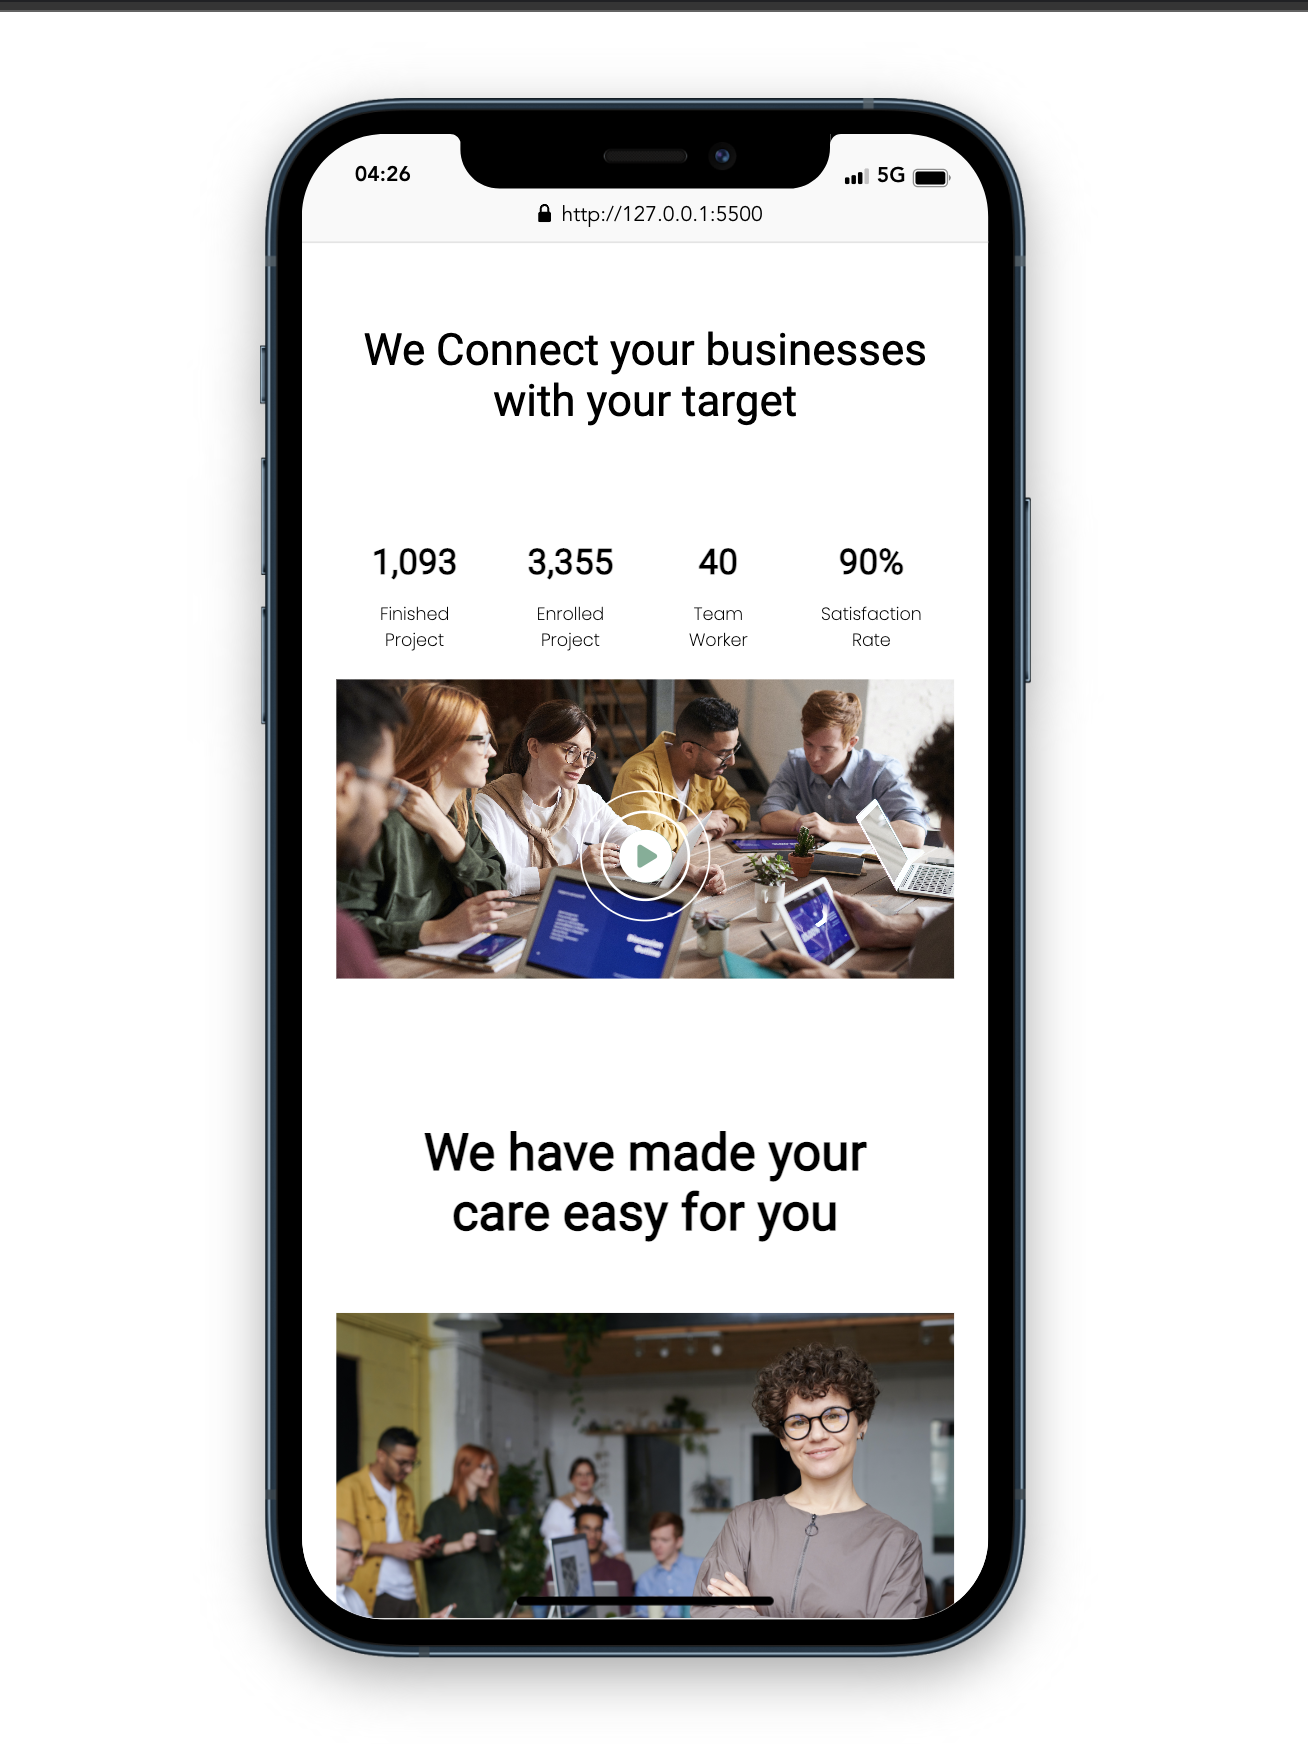 04:26
5G
http://127.0.0.1:5500
We Connect your businesses
with your target
1,093
3,355
40
90%
Finished
Project
Enrolled
Project
Team
Worker
Satisfaction
Rate
We have made your
care easy for you